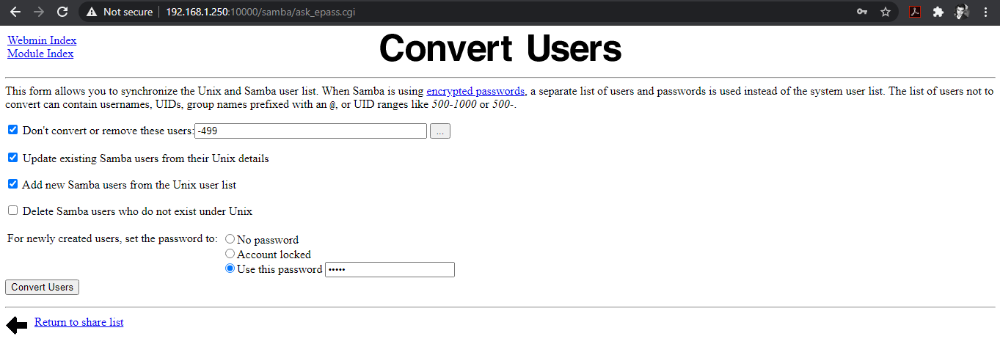 Not secure | 192.168.1.250:10000/samba/ask_epass.cgi
Webmin Index
Module Index
Convert Users
This form allows you to synchronize the Unix and Samba user list. When Samba is using encrypted passwords, a separate list of users and passwords is used instead of the system user list. The list of users not to
convert can contain usernames, UIDs, group names prefixed with an @, or UID ranges like 500-1000 or 500-.
Don't convert or remove these users: -499 ...
Update existing Samba users from their Unix details
Add new Samba users from the Unix user list
Delete Samba users who do not exist under Unix
For newly created users, set the password to: No password
Account locked
Use this password •••••
Convert Users
Return to share list